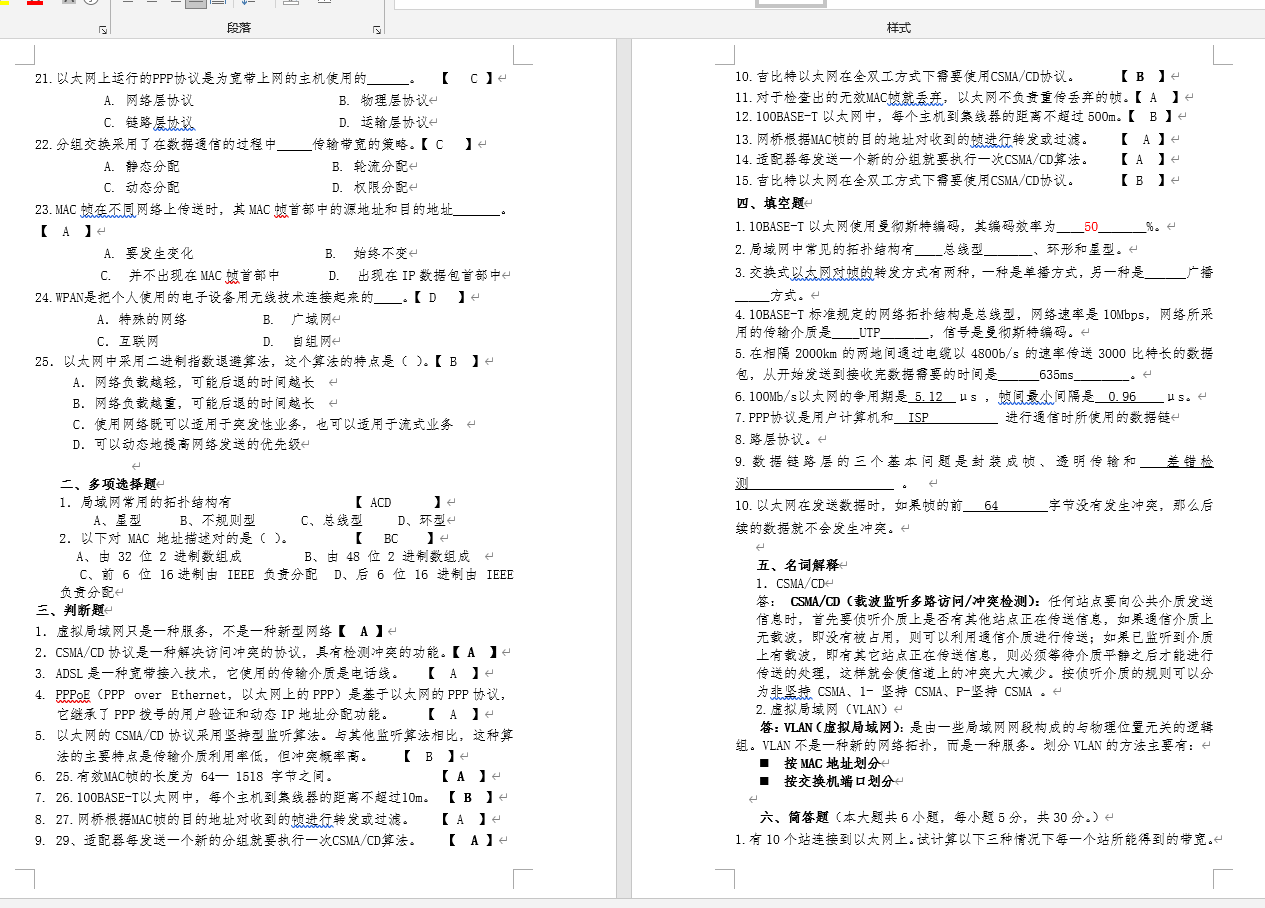 段落
样式
21.以太网上运行的PPP协议是为宽带上网的主机使用的______。 【 C 】
A. 网络层协议 B. 物理层协议
C. 链路层协议 D. 运输层协议
22.分组交换采用了在数据通信的过程中_____传输带宽的策略。【 C 】
A. 静态分配 B. 轮流分配
C. 动态分配 D. 权限分配
23.MAC 帧在不同网络上传送时，其 MAC 帧首部中的源地址和目的地址_______。
【 A 】
A. 要发生变化 B. 始终不变
C. 并不出现在 MAC 帧首部中 D. 出现在 IP 数据包首部中
24.WPAN是把个人使用的电子设备用无线技术连接起来的____。【 D 】
A. 特殊的网络 B. 广域网
C. 互联网 D. 自组网
25. 以太网中采用二进制指数退避算法，这个算法的特点是（ ）。【 B 】
A. 网络负载越轻，可能后退的时间越长
B. 网络负载越重，可能后退的时间越长
C. 使用网络既可以适用于突发性业务，也可以适用于流式业务
D. 可以动态地提高网络发送的优先级
二、多项选择题
1. 局域网常用的拓扑结构有 【 ACD 】
A、星型 B、不规则型 C、总线型 D、环型
2. 以下对 MAC 地址描述对的是（ ）。 【 BC 】
A、由 32 位 2 进制数组成 B、由 48 位 2 进制数组成
C、前 6 位 16进制由 IEEE 负责分配 D、后 6 位 16 进制由 IEEE
负责分配
三、判断题
1. 虚拟局域网只是一种服务，不是一种新型网络【 A 】
2. CSMA/CD 协议是一种解决访问冲突的协议，具有检测冲突的功能。【 A 】
3. ADSL 是一种宽带接入技术，它使用的传输介质是电话线。 【 A 】
4. PPPoE（PPP over Ethernet，以太网上的 PPP）是基于以太网的 PPP 协议，
它继承了 PPP 拨号的用户验证和动态 IP 地址分配功能。 【 A 】
5. 以太网的 CSMA/CD 协议采用坚持型监听算法。与其他监听算法相比，这种算
法的主要特点是传输介质利用率低，但冲突概率高。 【 B 】
6. 25.有效MAC帧的长度为 64— 1518 字节之间。 【 A 】
7. 26.100BASE-T以太网中，每个主机到集线器的距离不超过10m。 【 B 】
8. 27.网桥根据MAC帧的目的地址对收到的帧进行转发或过滤。 【 A 】
9. 29、适配器每发送一个新的分组就要执行一次CSMA/CD算法。 【 A 】
10.吉比特以太网在全双工方式下需要使用CSMA/CD协议。 【 B 】
11.对于检查出的无效MAC帧就丢弃，以太网不负责重传丢弃的帧。【 A 】
12.100BASE-T 以太网中，每个主机到集线器的距离不超过 500m。【 B 】
13.网桥根据MAC帧的目的地址对收到的帧进行转发或过滤。 【 A 】
14.适配器每发送一个新的分组就要执行一次CSMA/CD算法。 【 A 】
15.吉比特以太网在全双工方式下需要使用CSMA/CD协议。 【 B 】
四、填空题
1.10BASE-T 以太网使用曼彻斯特编码，其编码效率为____50_______%。
2.局域网中常见的拓扑结构有____总线型_______、环形和星型。
3.交换式以太网对帧的转发方式有两种，一种是单播方式，另一种是______广播
_____方式。
4.10BASE-T 标准规定的网络拓扑结构是总线型，网络速率是 10Mbps，网络所采
用的传输介质是____UTP_______，信号是曼彻斯特编码。
5.在相隔 2000km 的两地间通过电缆以 4800b/s 的速率传送 3000 比特长的数据
包，从开始发送到接收完数据需要的时间是______635ms________。
6.100Mb/s以太网的争用期是 5.12 μs ，帧间最小间隔是 0.96 μs。
7.PPP协议是用户计算机和 ISP 进行通信时所使用的数据链
8.路层协议。
9.数据链路层的三个基本问题是封装成帧、透明传输和 差错检
测 。
10.以太网在发送数据时，如果帧的前 64 字节没有发生冲突，那么后
续的数据就不会发生冲突。
五、名词解释
1. CSMA/CD
答： CSMA/CD（载波监听多路访问/冲突检测）：任何站点要向公共介质发送
信息时，首先要侦听介质上是否有其他站点正在传送信息，如果通信介质上
无载波，即没有被占用，则可以利用通信介质进行传送；如果已监听到介质
上有载波，即有其它站点正在传送信息，则必须等待介质平静之后才能进行
传送的处理，这样就会使信道上的冲突大大减少。按侦听介质的规则可以分
为非坚持 CSMA、1- 坚持 CSMA、P-坚持 CSMA 。
2.虚拟局域网（VLAN）
答：VLAN（虚拟局域网）：是由一些局域网网段构成的与物理位置无关的逻辑
组。VLAN 不是一种新的网络拓扑，而是一种服务。划分 VLAN 的方法主要有：
■ 按 MAC 地址划分
■ 按交换机端口划分
六、简答题（本大题共 6 小题，每小题 5 分，共 30 分。）
1.有 10 个站连接到以太网上。试计算以下三种情况下每一个站所能得到的带宽。